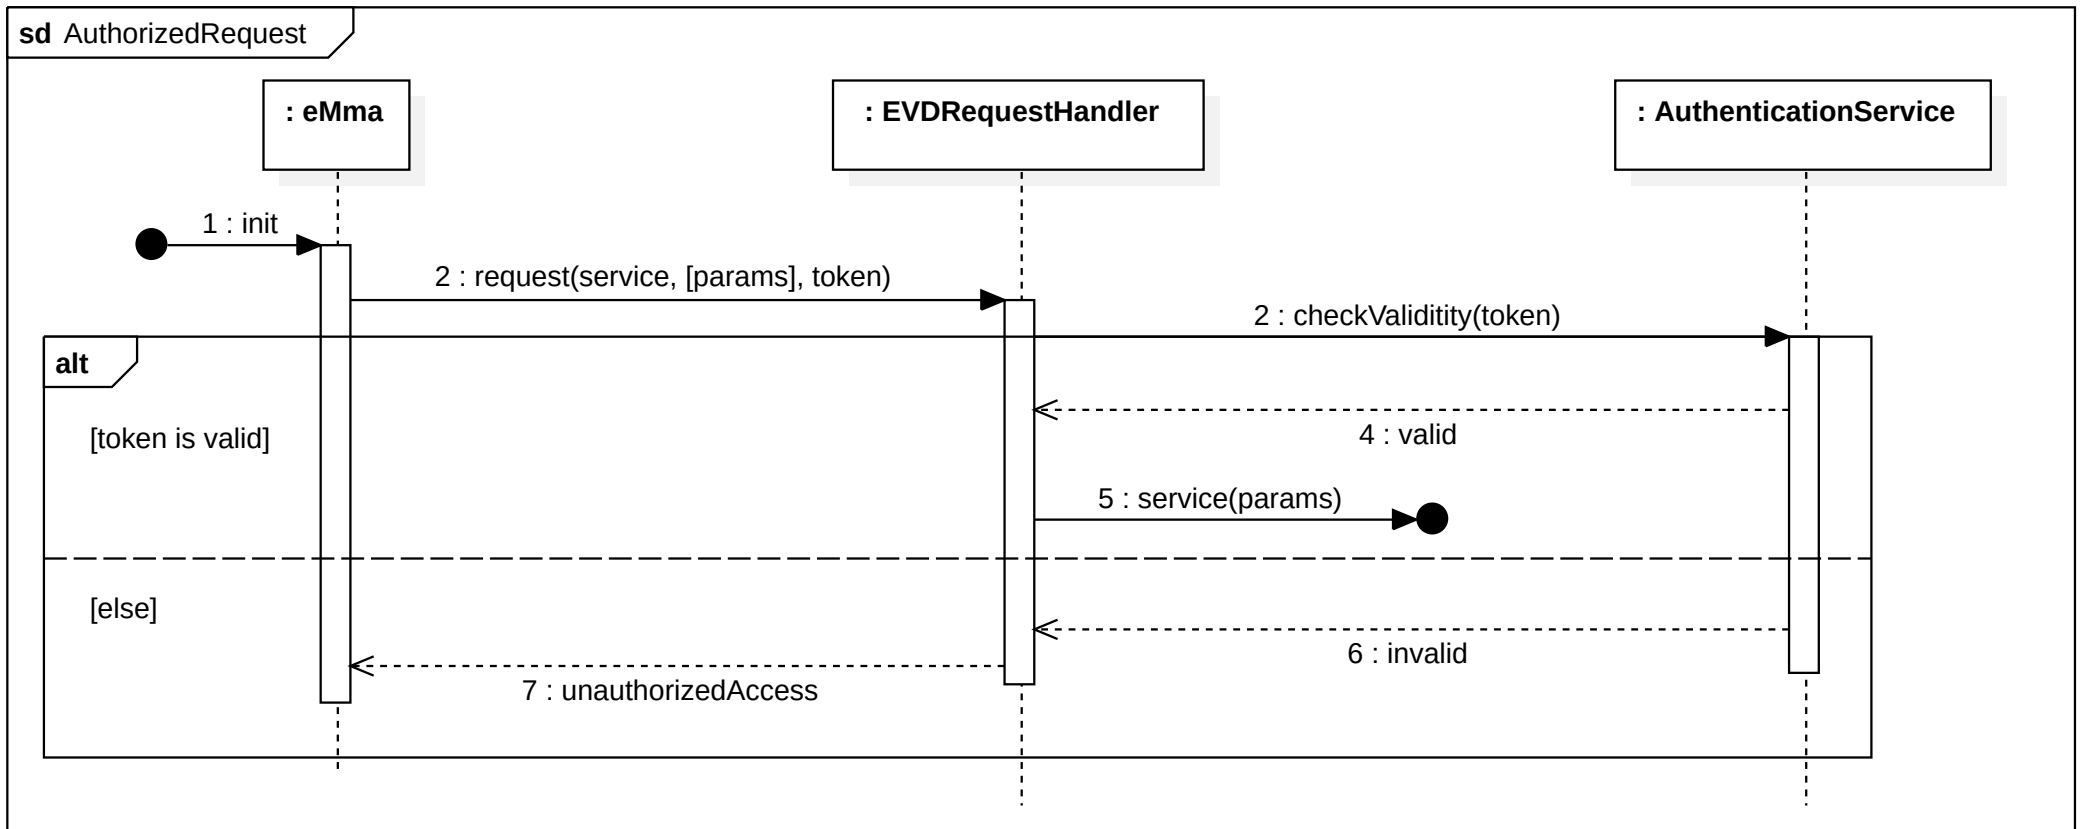 sd AuthorizedRequest
: eMma
: EVDRequestHandler
: AuthenticationService
1 : init
2 : request(service, [params], token)
2 : checkValiditity(token)
alt
[token is valid]
4 : valid
5 : service(params)
[else]
6 : invalid
7 : unauthorizedAccess